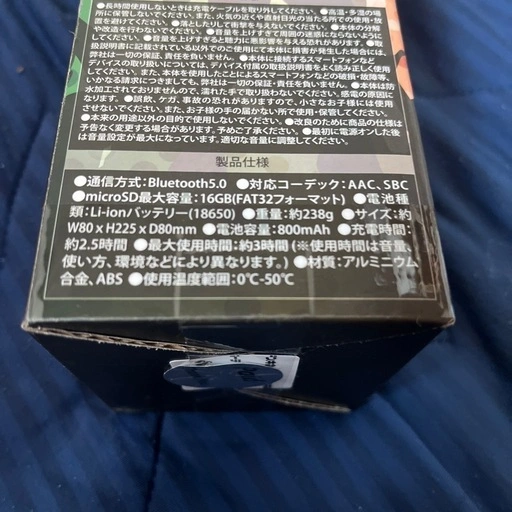 ●長時間使用しないときは充電ケーブルを取り外してください。●高温・多湿の場
所での使用、保管は避けてください。また、火気の近くや直射日光の当たる所での使用・放
置を避けてください。●落としたりして衝撃を与えないでください。●本体の分解
や改造を行わないでください。●音量を上げすぎて周囲の迷惑にならないように
してください。●音量を上げすぎると聴力に悪影響を与える恐れがあります。●取
扱説明書に記載されている以外でのご使用にて本体に損害が発生した場合には、
弊社は一切の保証、責任を負いません。●本体に接続するスマートフォンなど
デバイスの取り扱いについては、デバイス付属の取扱説明書をよく読み正しく使用し
てください。また、本体を使用したことによるスマートフォンなどの破損・故障等、
いかなる請求につきましても、弊社は一切の保証・責任を負いません。●本体は防
水加工されておりませんので、濡れた手で取り扱わないでください。感電の原因に
なります。●誤飲、ケガ、事故の恐れがありますので、小さなお子様には使用
させないでください。また、お子様の手の届かない所で使用・保管してください。
●本来の用途以外の目的で使用しないでください。●改良のために商品の仕様は
予告なく変更する場合があります。予めご了承ください。●最初に電源オンした後
は音量設定が最大になっています。適切な音量に調整してください。
製品仕様
●通信方式：Bluetooth5.0 ●対応コーデック：AAC、SBC
●microSD最大容量：16GB(FAT32フォーマット) ●電池種
類：Li-ionバッテリー(18650) ●重量：約238g ●サイズ：約
W80 x H225 x D80mm ●電池容量：800mAh ●充電時間：
約2.5時間 ●最大使用時間：約3時間 (※使用時間は音量、
使い方、環境などにより異なります。) ●材質：アルミニウム
合金、ABS ●使用温度範囲：0℃-50℃